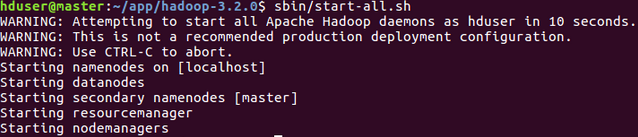 hduser@master:~/app/hadoop-3.2.0$ sbin/start-all.sh
WARNING: Attempting to start all Apache Hadoop daemons as hduser in 10 seconds.
WARNING: This is not a recommended production deployment configuration.
WARNING: Use CTRL-C to abort.
Starting namenodes on [localhost]
Starting datanodes
Starting secondary namenodes [master]
Starting resourcemanager
Starting nodemanagers